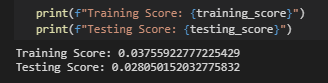 print(f"Training Score: {training_score}")
print(f"Testing Score: {testing_score}")
Training Score: 0.03755922777225429
Testing Score: 0.028050152032775832